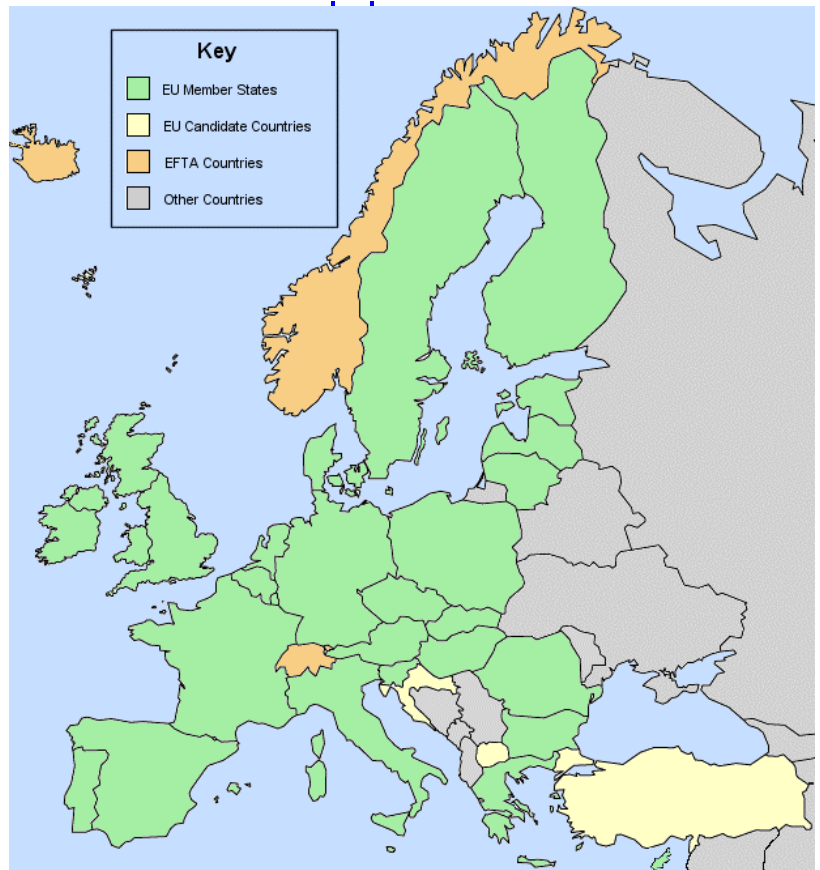 Key
EU Member States
EU Candidate Countries
EFTA Countries
Other Countries